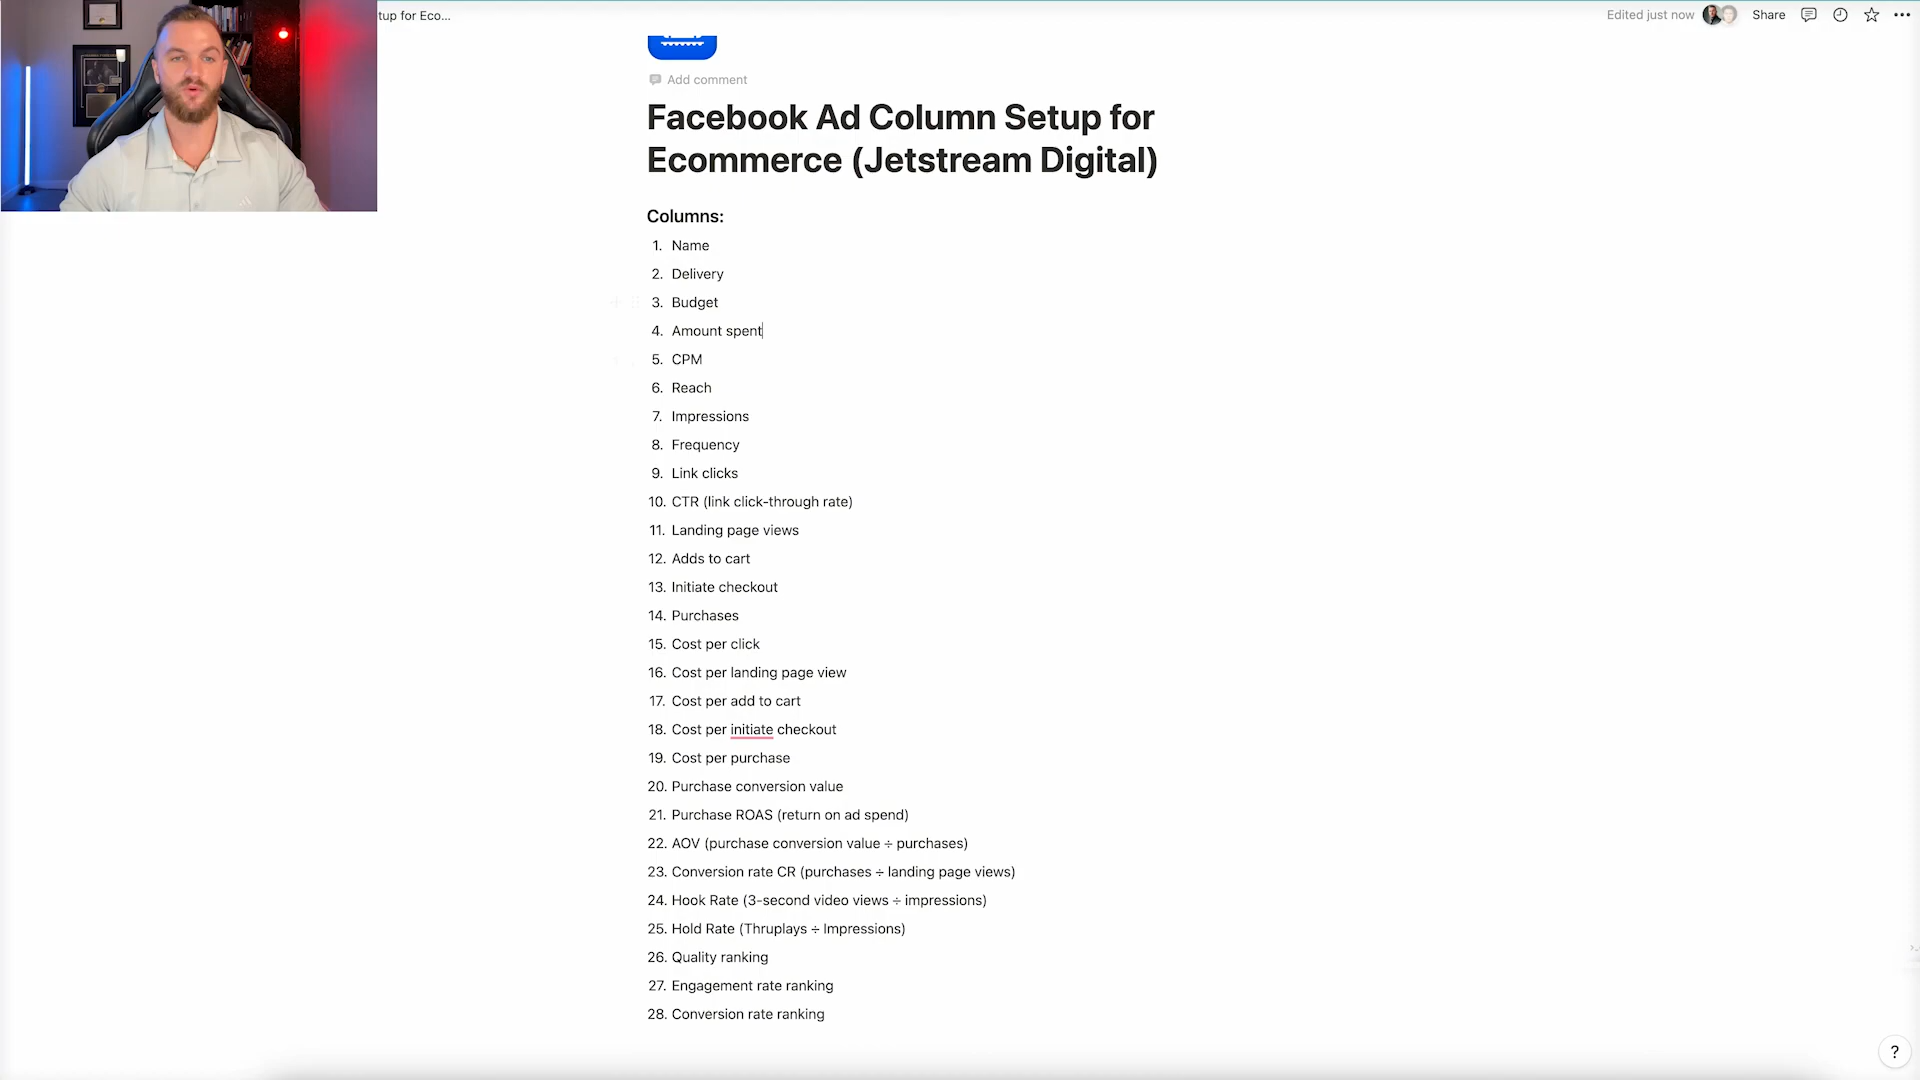 tup for Eco...
Edited just now
Share
Add comment
Facebook Ad Column Setup for
Ecommerce (Jetstream Digital)
Columns:
1. Name
2. Delivery
3. Budget
4. Amount spent
5. CPM
6. Reach
7. Impressions
8. Frequency
9. Link clicks
10. CTR (link click-through rate)
11. Landing page views
12. Adds to cart
13. Initiate checkout
14. Purchases
15. Cost per click
16. Cost per landing page view
17. Cost per add to cart
18. Cost per initiate checkout
19. Cost per purchase
20. Purchase conversion value
21. Purchase ROAS (return on ad spend)
22. AOV (purchase conversion value ÷ purchases)
23. Conversion rate CR (purchases ÷ landing page views)
24. Hook Rate (3-second video views ÷ impressions)
25. Hold Rate (Thruplays ÷ Impressions)
26. Quality ranking
27. Engagement rate ranking
28. Conversion rate ranking
?